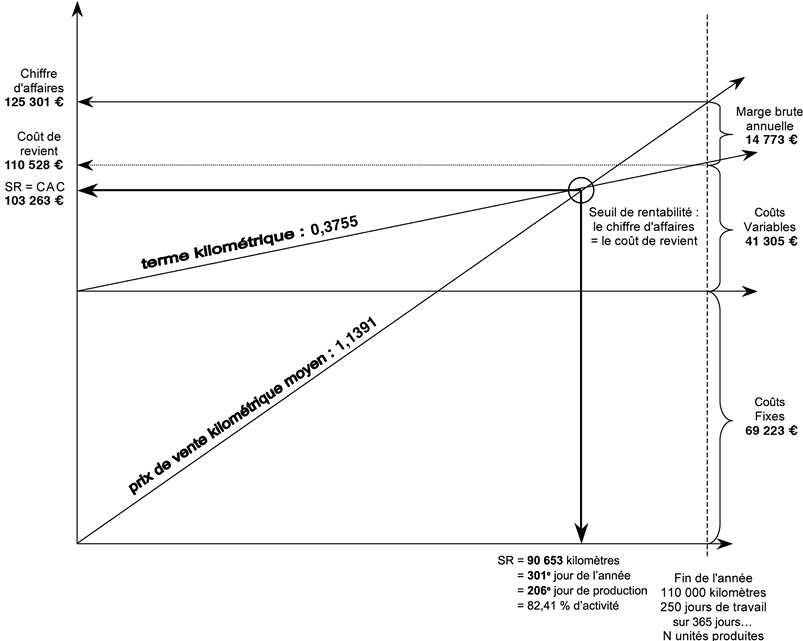 Chiffre
d'affaires
125 301 €
Coût de
revient
110 528 €
SR = CAC
103 263 €
Marge brute
annuelle
14 773 €
Seuil de rentabilité :
le chiffre d'affaires
= le coût de revient
Coûts
Variables
41 305 €
terme kilométrique : 0,3755
prix de vente kilométrique moyen : 1,1391
Coûts
Fixes
69 223 €
SR = 90 653 kilomètres
= 301e jour de l'année
= 206e jour de production
= 82,41 % d'activité
Fin de l'année
110 000 kilomètres
250 jours de travail
sur 365 jours...
N unités produites